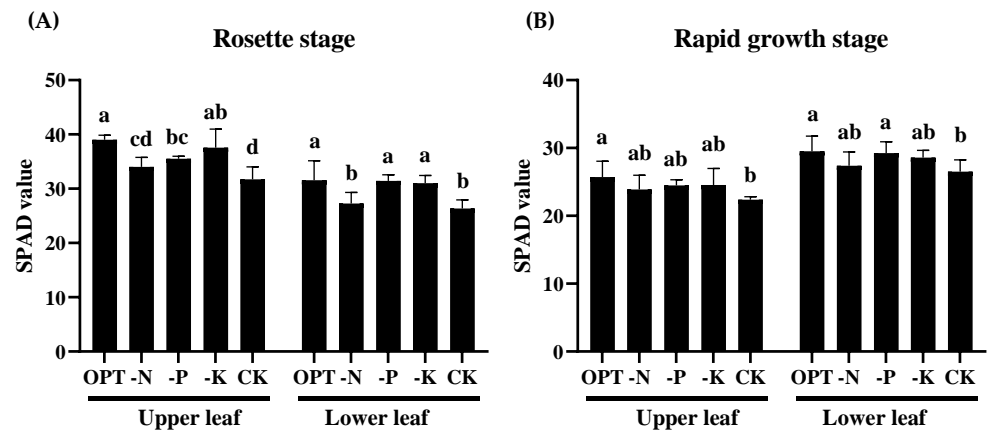 (A)
Rosette stage
SPAD value
50
40
30
20
10
0
a
cd
bc
ab
d
a
b
a
a
b
OPT -N -P -K CK OPT -N -P -K CK
Upper leaf Lower leaf
(B)
Rapid growth stage
SPAD value
40
30
20
10
0
a
ab
ab
ab
b
a
ab
a
ab
b
OPT -N -P -K CK OPT -N -P -K CK
Upper leaf Lower leaf